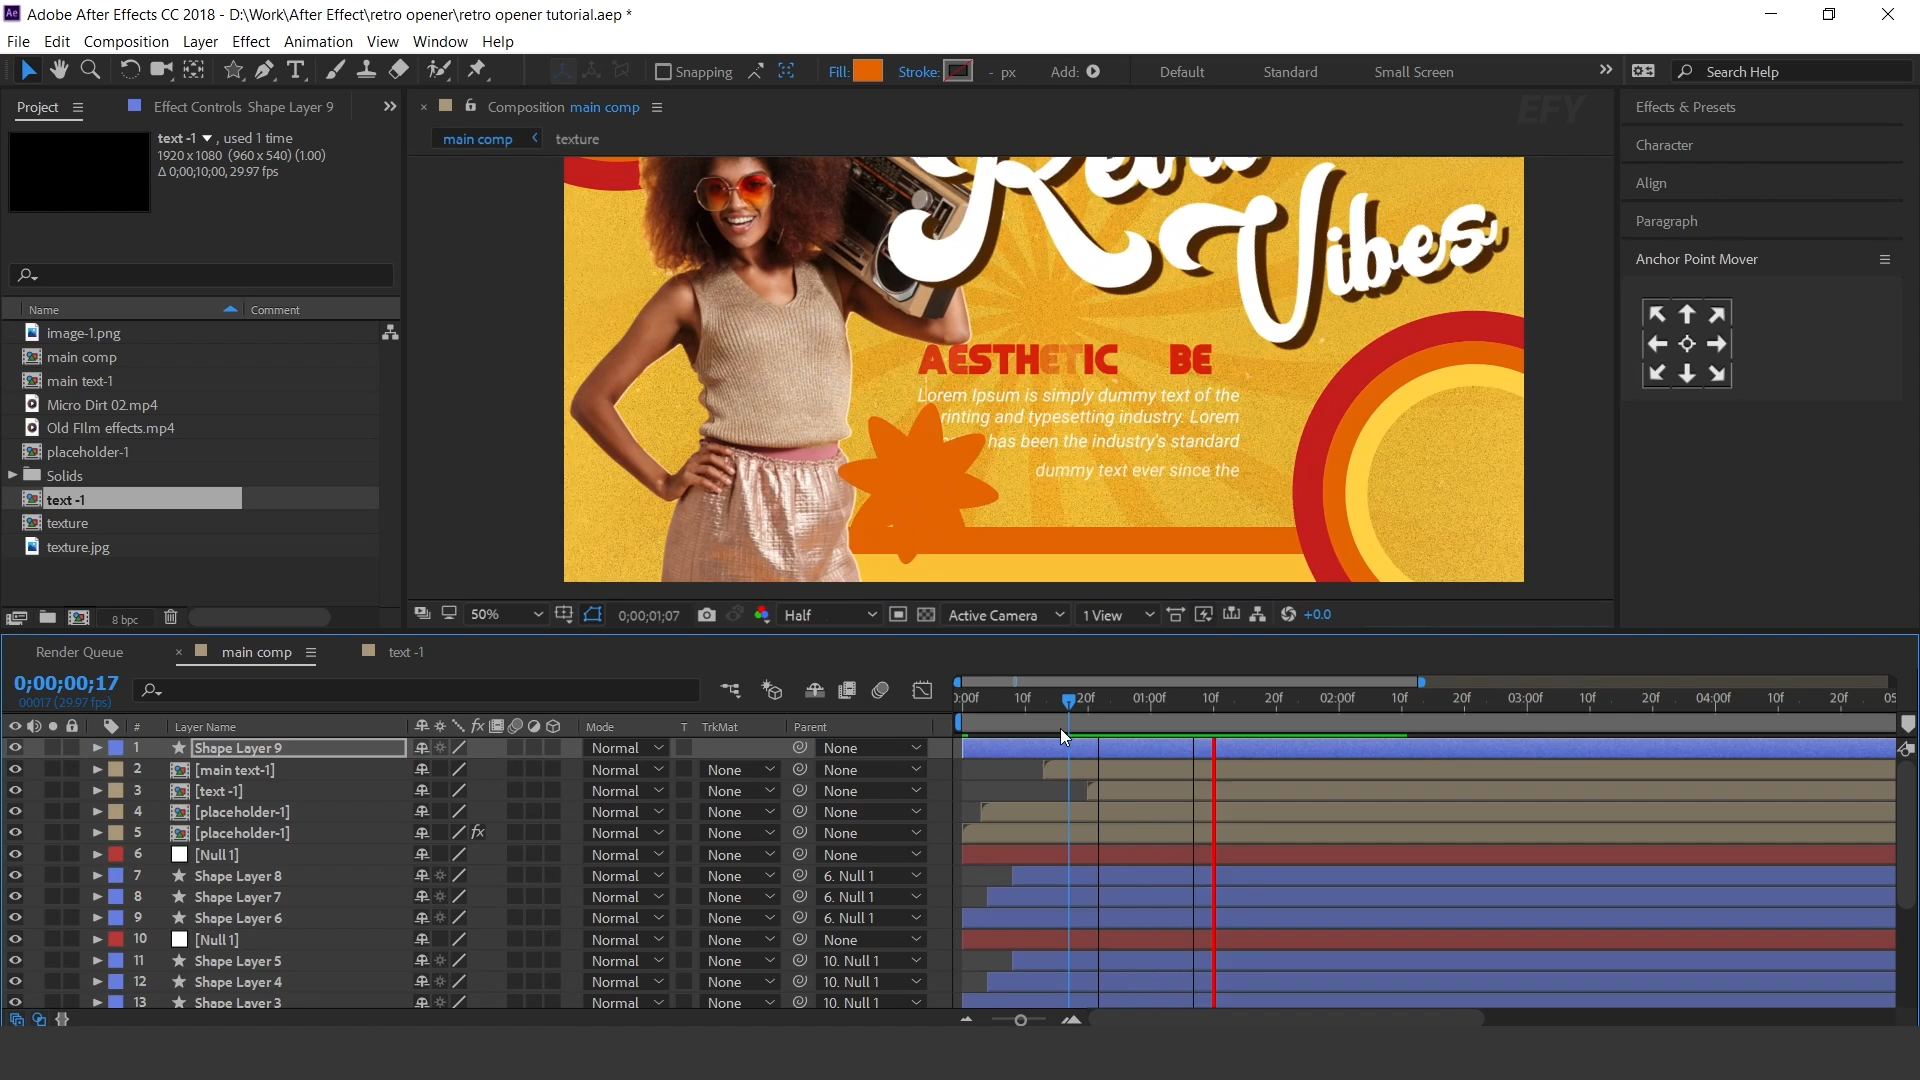 Adobe After Effects CC 2018 - D:\Work\After Effect\retro opener\retro opener tutorial.aep *
File Edit Composition Layer Effect Animation View Window Help
Snapping Fill: Stroke: - px Add: Default Standard Small Screen Search Help
Project Effect Controls Shape Layer 9 Composition main comp EFY Effects & Presets
text -1 , used 1 time main comp texture Character
1920 x 1080 (960 x 540) (1.00)
Δ 0;00;10;00, 29.97 fps
Align
Paragraph
Anchor Point Mover
Name Comment
image-1.png
main comp
main text-1
Micro Dirt 02.mp4
Old FIlm effects.mp4
placeholder-1
Solids
text -1
texture
texture.jpg
8 bpc
Retro
Vibes
AESTHETIC BE
Lorem Ipsum is simply dummy text of the
rinting and typesetting industry. Lorem
has been the industry's standard
dummy text ever since the
50% 0;00;01;07 Half Active Camera 1 View +0.0
Render Queue main comp text -1
0;00;00;17
00017 (29.97 fps)
):00f 10f 20f 01:00f 10f 20f 02:00f 10f 20f 03:00f 10f 20f 04:00f 10f 20f 05
# Layer Name fx Mode T TrkMat Parent
1 Shape Layer 9 Normal None
2 [main text-1] Normal None None
3 [text -1] Normal None None
4 [placeholder-1] Normal None None
5 [placeholder-1] fx Normal None None
6 [Null 1] Normal None None
7 Shape Layer 8 Normal None 6. Null 1
8 Shape Layer 7 Normal None 6. Null 1
9 Shape Layer 6 Normal None 6. Null 1
10 [Null 1] Normal None None
11 Shape Layer 5 Normal None 10. Null 1
12 Shape Layer 4 Normal None 10. Null 1
13 Shape Layer 3 Normal None 10. Null 1